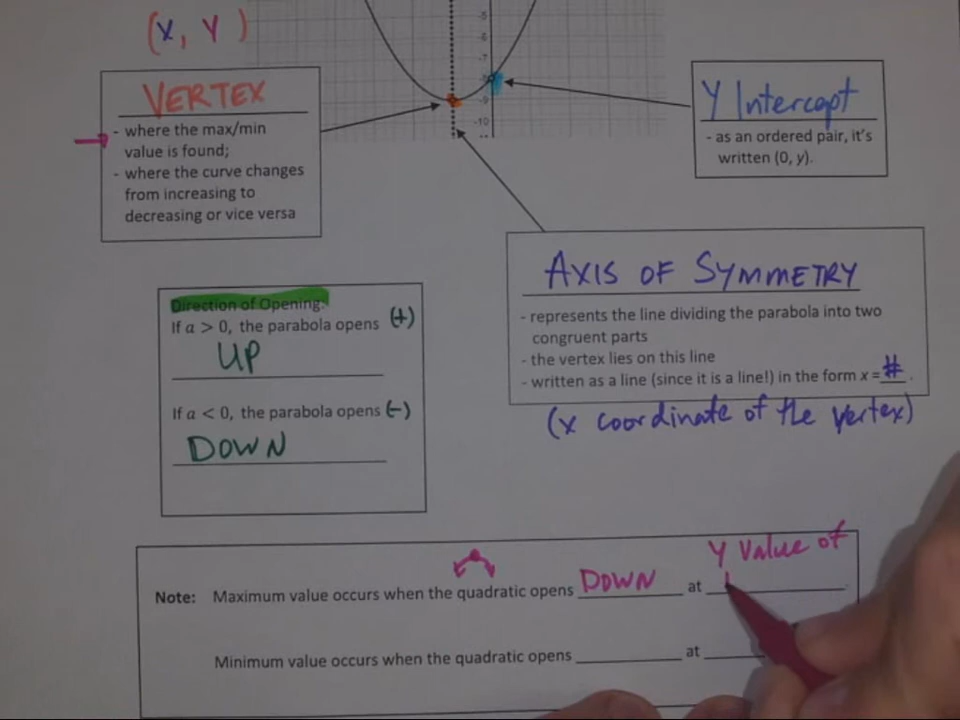 (x, y)
-5
-6
-7
-9
-10
VERTEX
- where the max/min
value is found;
- where the curve changes
from increasing to
decreasing or vice versa
Y Intercept
- as an ordered pair, it's
written (0, y).
AXIS OF SYMMETRY
- represents the line dividing the parabola into two
congruent parts
- the vertex lies on this line
- written as a line (since it is a line!) in the form x = # .
(x coordinate of the vertex)
Direction of Opening:
If a > 0, the parabola opens (+)
UP
If a < 0, the parabola opens (-)
DOWN
Y Value of
Note: Maximum value occurs when the quadratic opens DOWN at
Minimum value occurs when the quadratic opens at